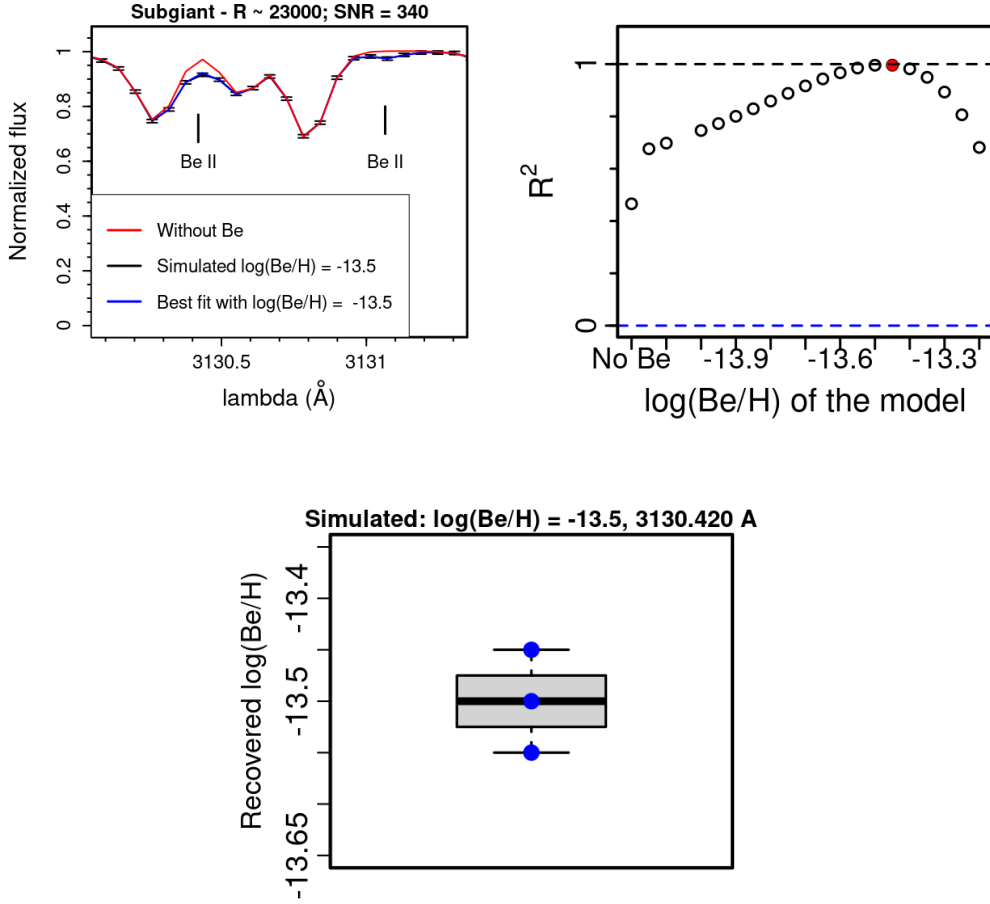 Subgiant - R ~ 23000; SNR = 340
Normalized flux
1
0.8
0.6
0.4
0.2
0
Be II
Be II
Without Be
Simulated log(Be/H) = -13.5
Best fit with log(Be/H) = -13.5
3130.5
3131
lambda (Å)
R²
1
0
No Be
-13.9
-13.6
-13.3
log(Be/H) of the model
Simulated: log(Be/H) = -13.5, 3130.420 A
Recovered log(Be/H)
-13.4
-13.5
-13.65